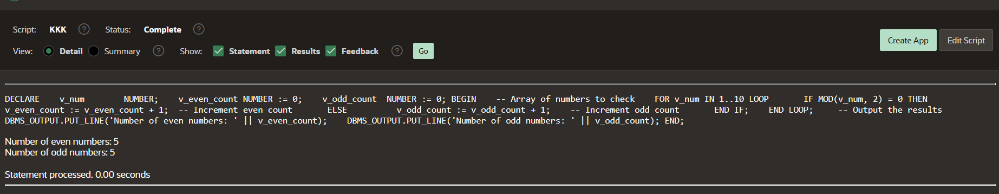 Script: KKK ? Status: Complete ?
Create App Edit Script
View: Detail Summary ? Show: Statement Results Feedback ? Go
DECLARE    v_num        NUMBER;    v_even_count NUMBER := 0;    v_odd_count  NUMBER := 0; BEGIN    -- Array of numbers to check    FOR v_num IN 1..10 LOOP       IF MOD(v_num, 2) = 0 THEN
v_even_count := v_even_count + 1;  -- Increment even count       ELSE          v_odd_count := v_odd_count + 1;    -- Increment odd count       END IF;    END LOOP;     -- Output the results
DBMS_OUTPUT.PUT_LINE('Number of even numbers: ' || v_even_count);    DBMS_OUTPUT.PUT_LINE('Number of odd numbers: ' || v_odd_count); END;
Number of even numbers: 5
Number of odd numbers: 5
Statement processed. 0.00 seconds